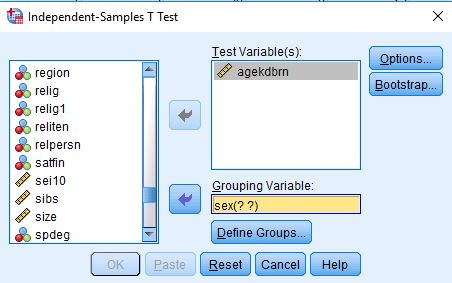 Independent-Samples T Test
region
relig
relig1
reliten
relpersn
satfin
sei10
sibs
size
spdeg
Test Variable(s):
agekdbrn
Grouping Variable:
sex(? ?)
Define Groups...
Options...
Bootstrap...
OK
Paste
Reset
Cancel
Help